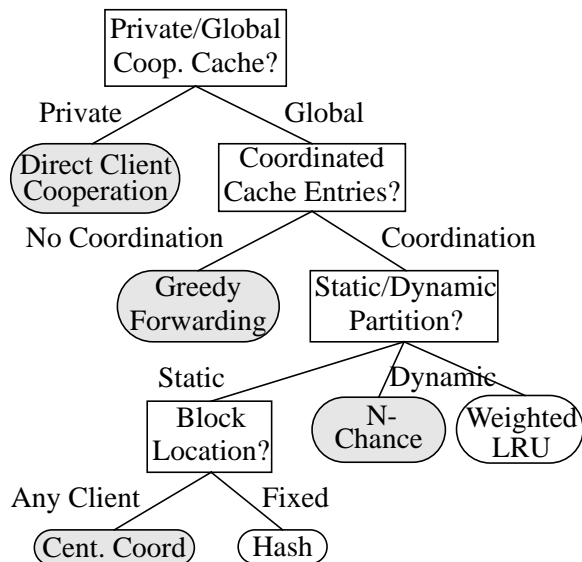 Private/Global
Coop. Cache?
Private
Global
Direct Client
Cooperation
Coordinated
Cache Entries?
No Coordination
Coordination
Greedy
Forwarding
Static/Dynamic
Partition?
Static
Dynamic
Block
Location?
N-
Chance
Weighted
LRU
Any Client
Fixed
Cent. Coord
Hash